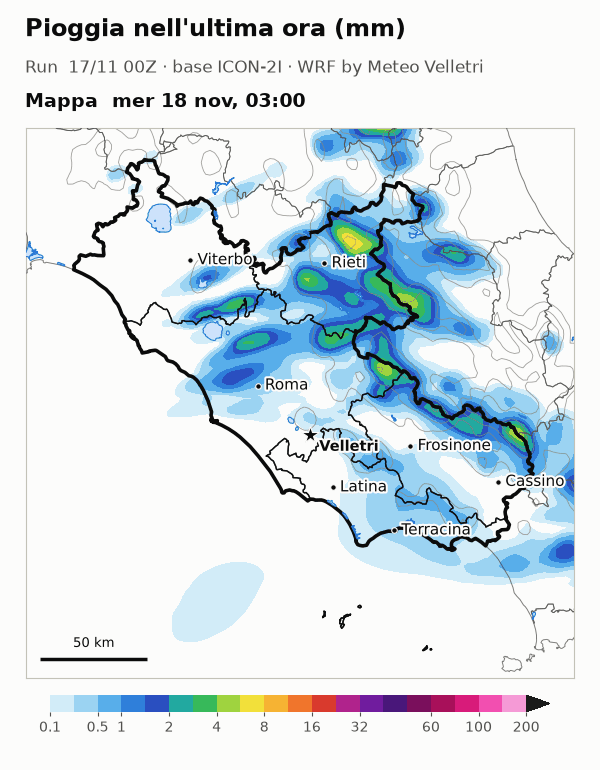 Pioggia nell'ultima ora (mm)
Run  17/11 00Z · base ICON-2I · WRF by Meteo Velletri
Mappa  mer 18 nov, 03:00
Viterbo
Rieti
Roma
Velletri
Frosinone
Cassino
Latina
Terracina
50 km
0.1 0.5 1 2 4 8 16 32 60 100 200